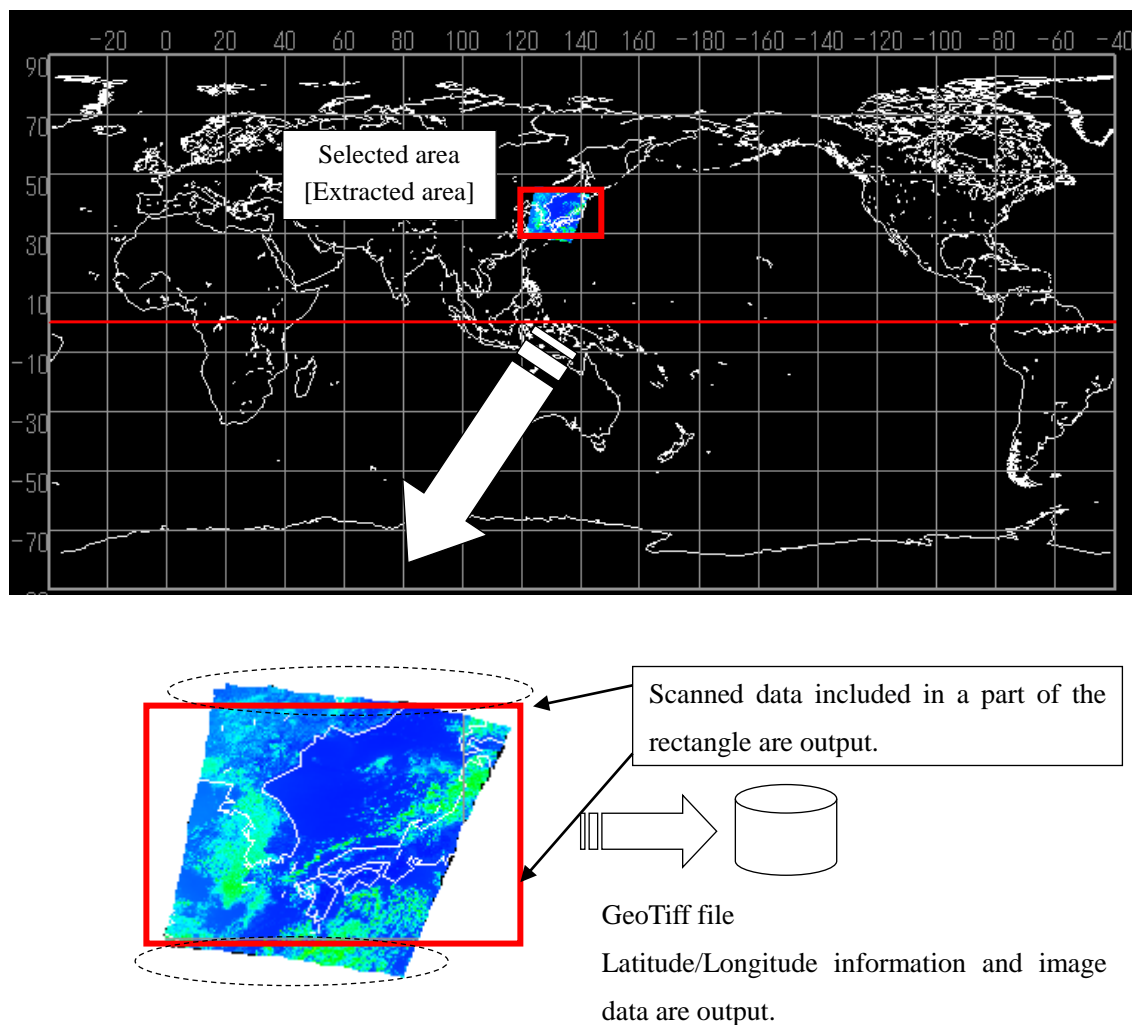 -20 0 20 40 60 80 100 120 140 160 -180 -160 -140 -120 -100 -80 -60 -40
90
70
50
30
10
-10
-30
-50
-70
Selected area
[Extracted area]
Scanned data included in a part of the
rectangle are output.
GeoTiff file
Latitude/Longitude information and image
data are output.